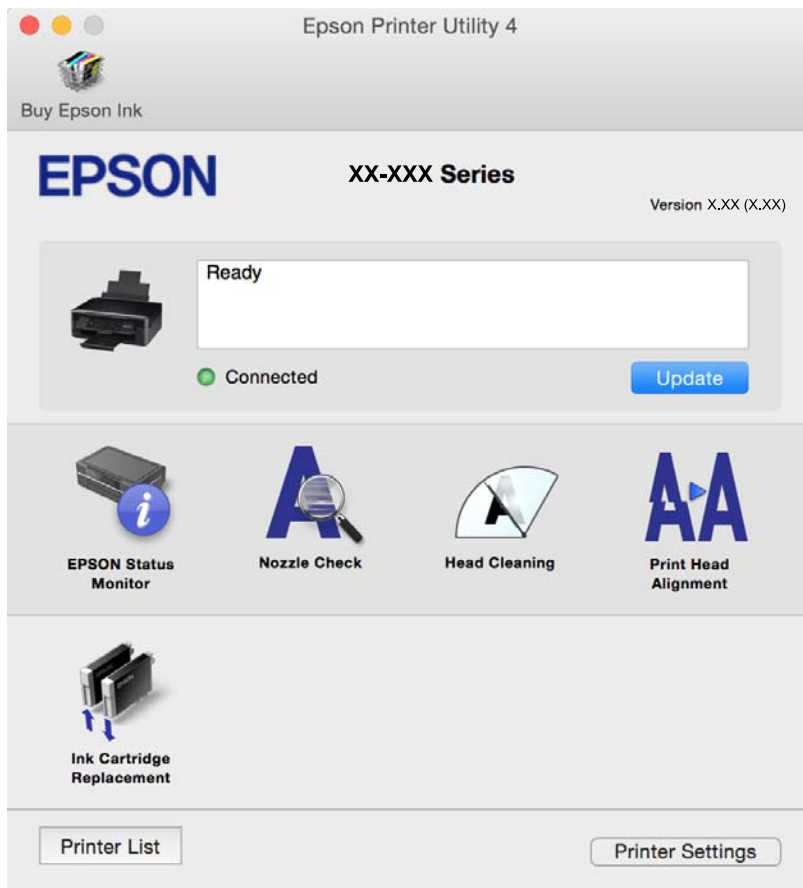 Epson Printer Utility 4
Buy Epson Ink
EPSON
XX-XXX Series
Version X.XX (X.XX)
Ready
Connected
Update
EPSON Status
Monitor
Nozzle Check
Head Cleaning
Print Head
Alignment
Ink Cartridge
Replacement
Printer List
Printer Settings